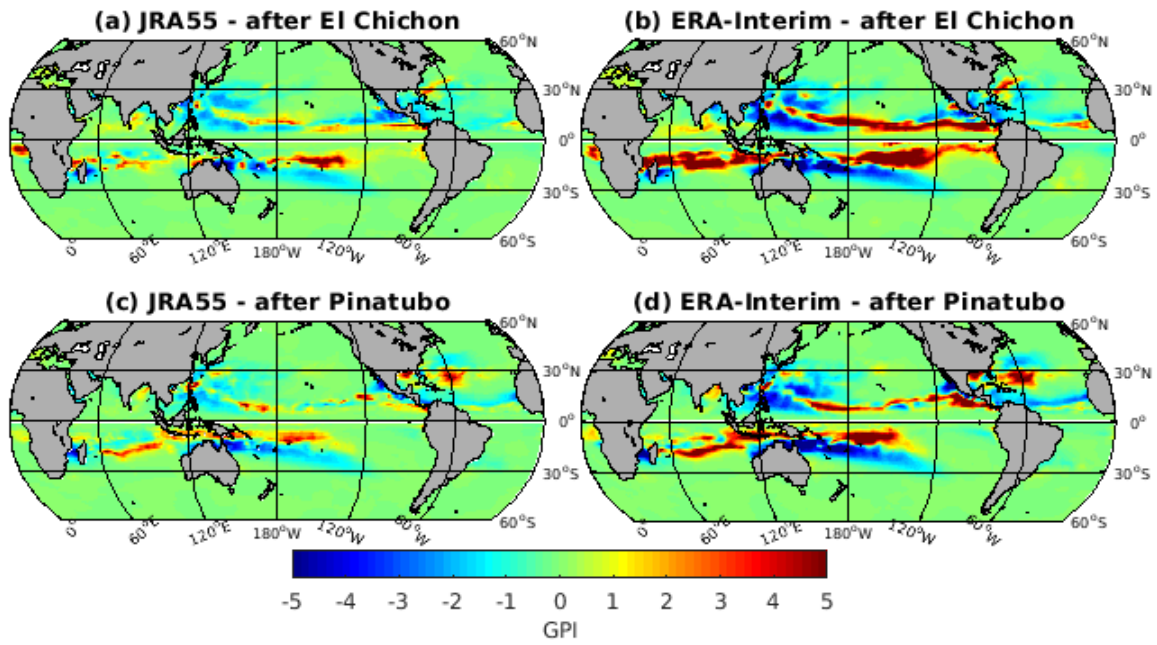 (a) JRA55 - after El Chichon
(b) ERA-Interim - after El Chichon
60°N
30°N
0°
30°S
60°S
0°
60°E
120°E
180°W
120°W
60°W
60°N
30°N
0°
30°S
60°S
0°
60°E
120°E
180°W
120°W
60°W
(c) JRA55 - after Pinatubo
(d) ERA-Interim - after Pinatubo
60°N
30°N
0°
30°S
60°S
0°
60°E
120°E
180°W
120°W
60°W
60°N
30°N
0°
30°S
60°S
0°
60°E
120°E
180°W
120°W
60°W
-5 -4 -3 -2 -1 0 1 2 3 4 5
GPI